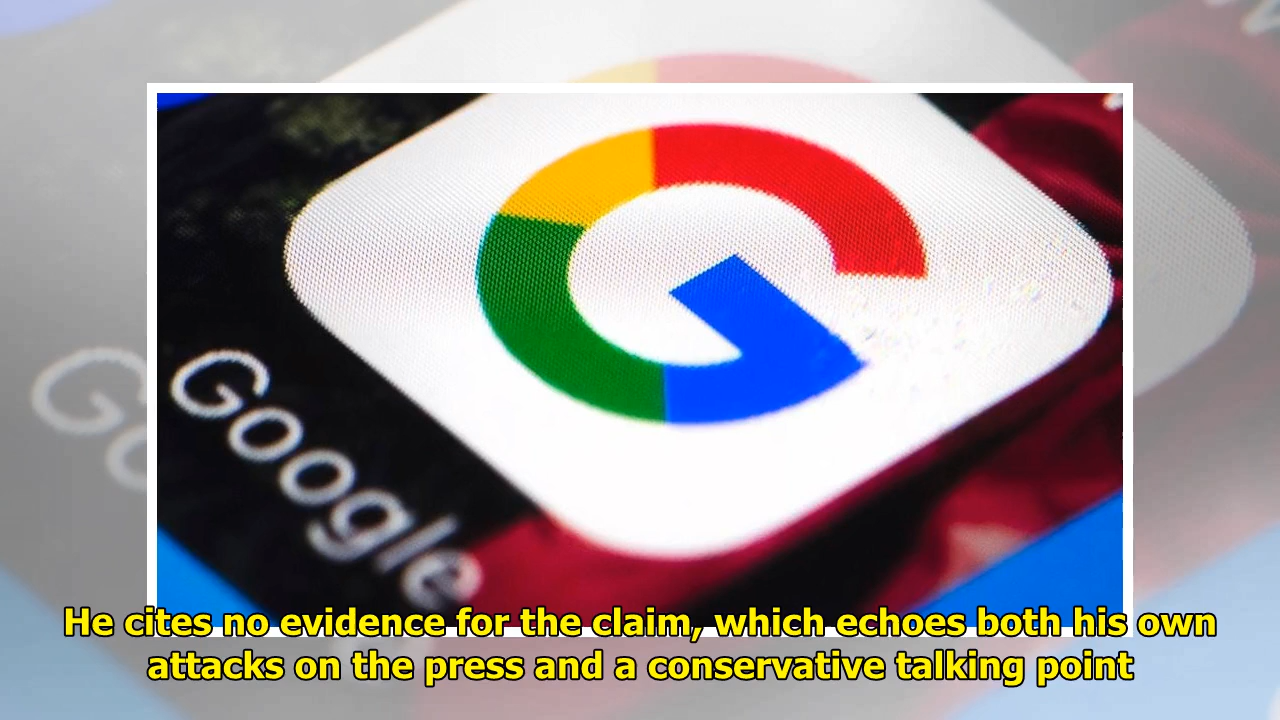 Google
He cites no evidence for the claim, which echoes both his own
attacks on the press and a conservative talking point